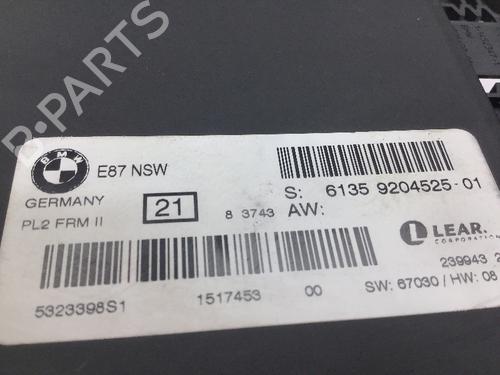 B-PARTS
BMW
E87 NSW
GERMANY
PL2 FRM II
21
8 3743
S: 6135 9204525-01
AW:
LEAR.
CORPORATION
239943 2
SW: 67030 / HW: 08
5323398S1
1517453
00